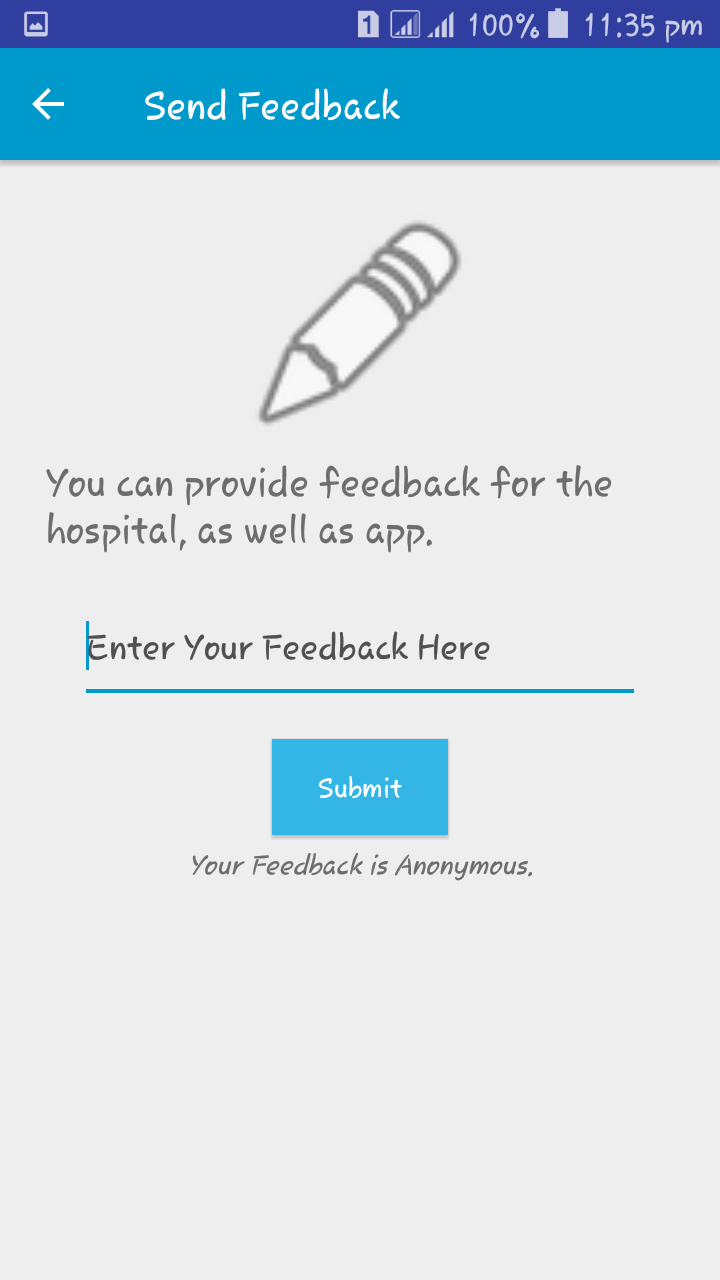 1 100% 11:35 pm
Send Feedback
You can provide feedback for the
hospital, as well as app.
Enter Your Feedback Here
Submit
Your Feedback is Anonymous.